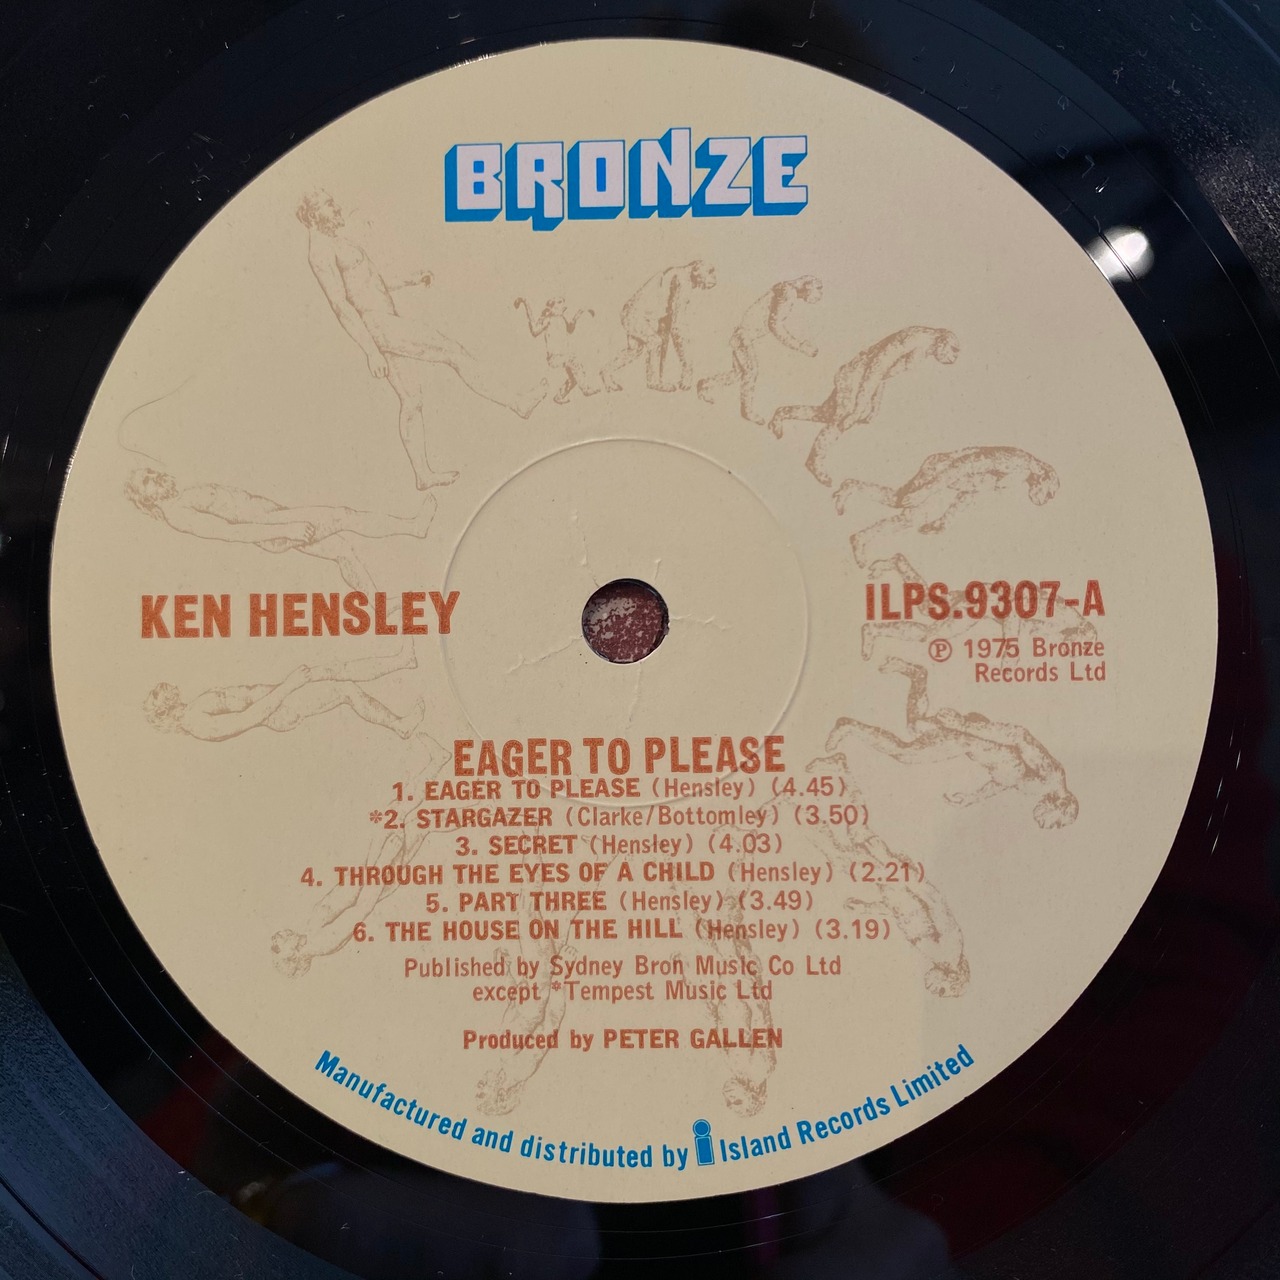 BRONZE
KEN HENSLEY
ILPS.9307-A
Ⓟ 1975 Bronze
Records Ltd
EAGER TO PLEASE
1. EAGER TO PLEASE (Hensley) (4.45)
*2. STARGAZER (Clarke/Bottomley) (3.50)
3. SECRET (Hensley) (4.03)
4. THROUGH THE EYES OF A CHILD (Hensley) (2.21)
5. PART THREE (Hensley) (3.49)
6. THE HOUSE ON THE HILL (Hensley) (3.19)
Published by Sydney Bron Music Co Ltd
except *Tempest Music Ltd
Produced by PETER GALLEN
Manufactured and distributed by i Island Records Limited